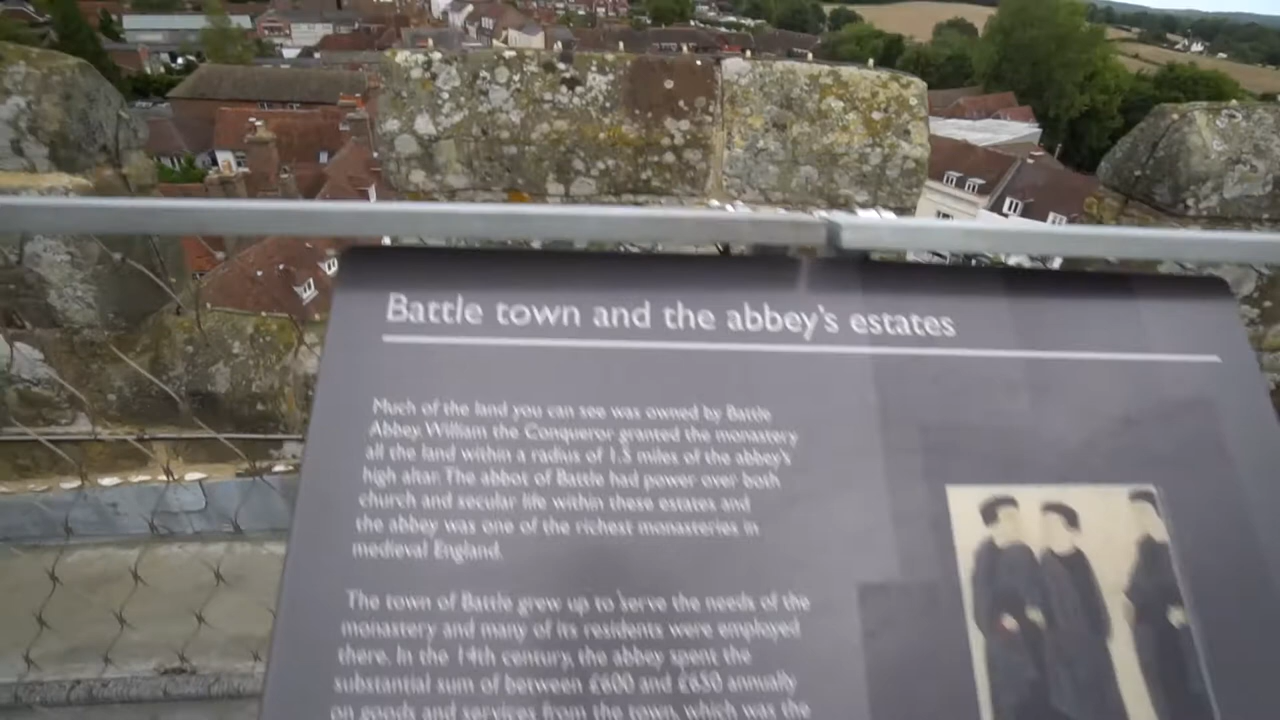 Battle town and the abbey's estates
Much of the land you can see was owned by Battle
Abbey. William the Conqueror granted the monastery
all the land within a radius of 1.5 miles of the abbey's
high altar. The abbot of Battle had power over both
church and secular life within these estates and
the abbey was one of the richest monasteries in
medieval England.
The town of Battle grew up to serve the needs of the
monastery and many of its residents were employed
there. In the 14th century, the abbey spent the
substantial sum of between £600 and £650 annually
on goods and services from the town, which was the